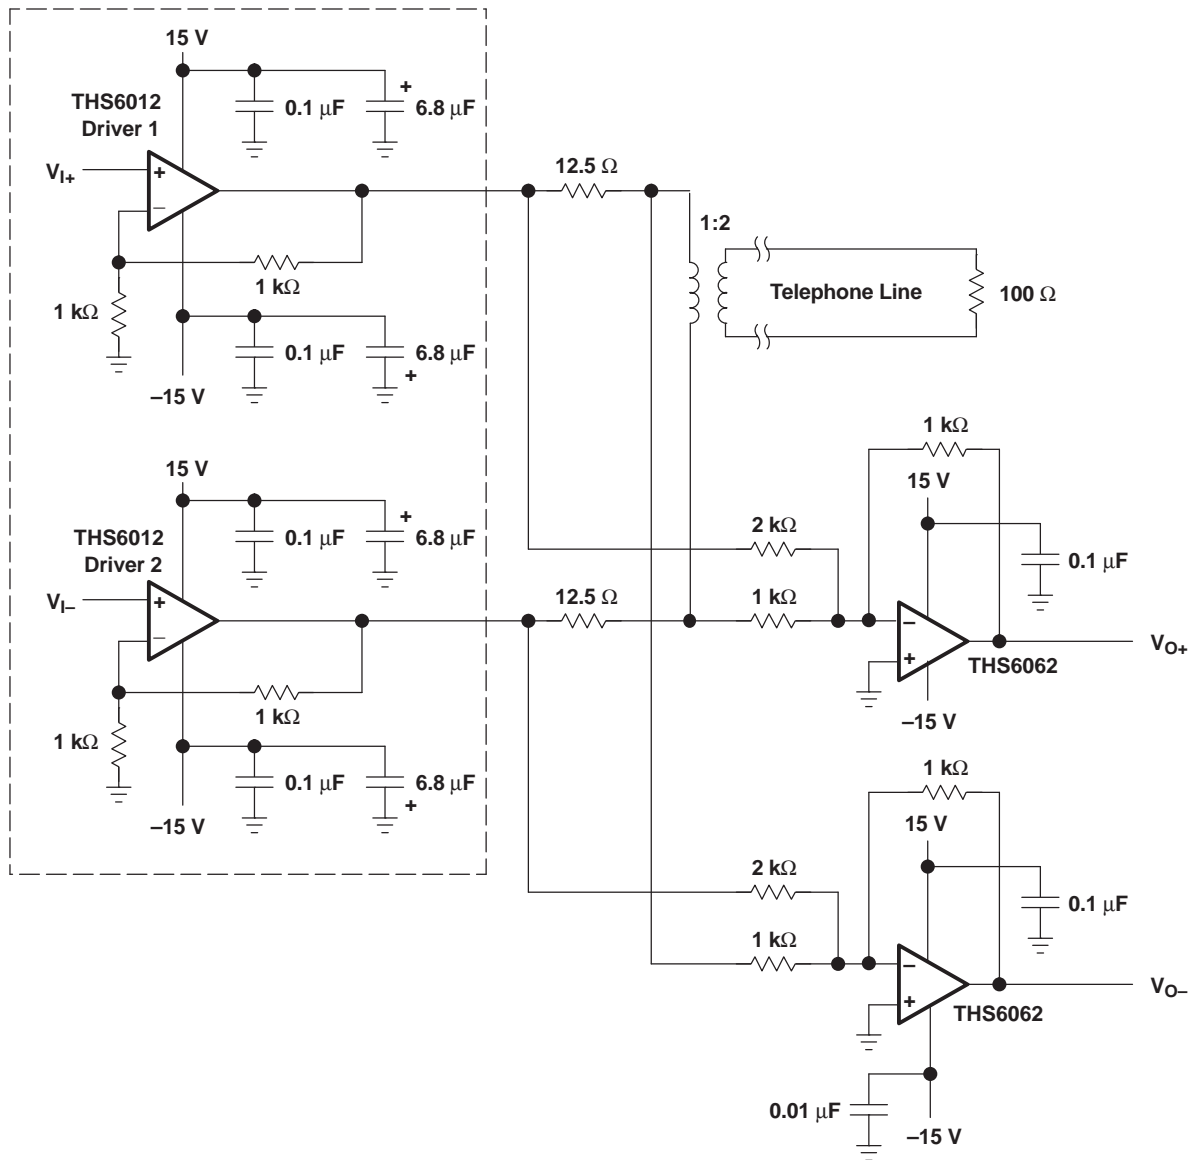 15 V
THS6012
Driver 1
0.1 μF
+
6.8 μF
VI+
+
−
1 kΩ
1 kΩ
0.1 μF
6.8 μF
+
–15 V
12.5 Ω
1:2
Telephone Line
100 Ω
15 V
THS6012
Driver 2
0.1 μF
+
6.8 μF
VI–
+
−
1 kΩ
1 kΩ
0.1 μF
6.8 μF
+
–15 V
12.5 Ω
1 kΩ
15 V
2 kΩ
0.1 μF
1 kΩ
–
+
THS6062
VO+
–15 V
1 kΩ
15 V
2 kΩ
0.1 μF
1 kΩ
–
+
THS6062
VO–
0.01 μF
–15 V